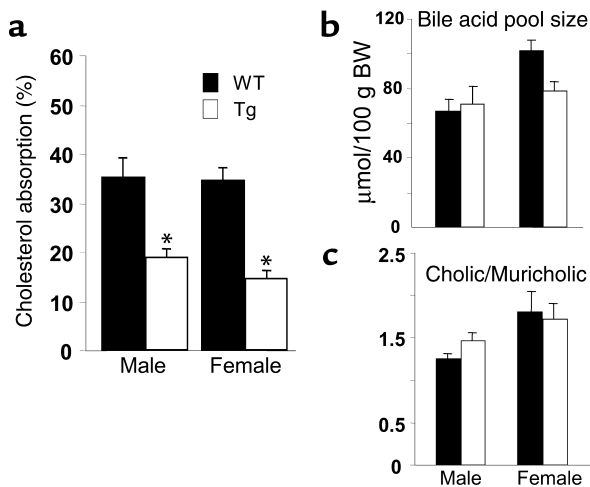 a
Cholesterol absorption (%)
60
50
40
30
20
10
0
WT
Tg
*
*
Male
Female
b
Bile acid pool size
μmol/100 g BW
120
80
40
0
c
Cholic/Muricholic
2.5
1.5
0.5
0
Male
Female